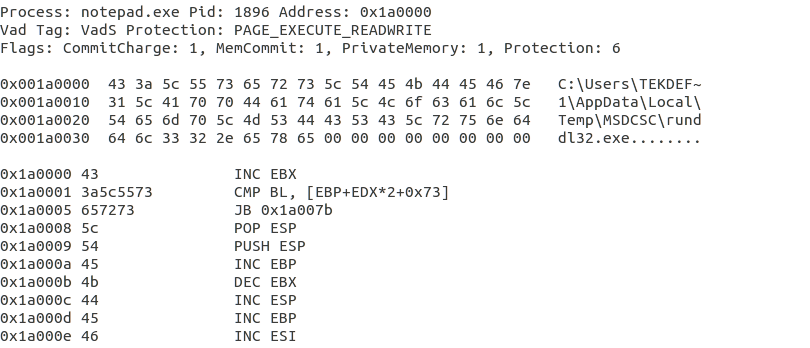 Process: notepad.exe Pid: 1896 Address: 0x1a0000
Vad Tag: VadS Protection: PAGE_EXECUTE_READWRITE
Flags: CommitCharge: 1, MemCommit: 1, PrivateMemory: 1, Protection: 6

0x001a0000  43 3a 5c 55 73 65 72 73 5c 54 45 4b 44 45 46 7e   C:\Users\TEKDEF~
0x001a0010  31 5c 41 70 70 44 61 74 61 5c 4c 6f 63 61 6c 5c   1\AppData\Local\
0x001a0020  54 65 6d 70 5c 4d 53 44 43 53 43 5c 72 75 6e 64   Temp\MSDCSC\rund
0x001a0030  64 6c 33 32 2e 65 78 65 00 00 00 00 00 00 00 00   dl32.exe........

0x1a0000 43               INC EBX
0x1a0001 3a5c5573         CMP BL, [EBP+EDX*2+0x73]
0x1a0005 657273           JB 0x1a007b
0x1a0008 5c               POP ESP
0x1a0009 54               PUSH ESP
0x1a000a 45               INC EBP
0x1a000b 4b               DEC EBX
0x1a000c 44               INC ESP
0x1a000d 45               INC EBP
0x1a000e 46               INC ESI